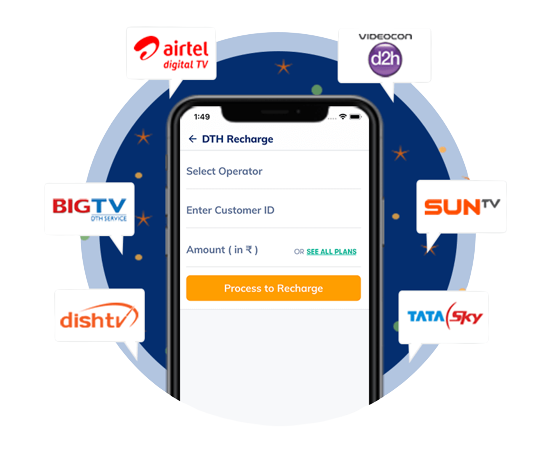 airtel
digital TV
VIDEOCON
d2h
1:49
DTH Recharge
Select Operator
BIGTV
DTH SERVICE
Enter Customer ID
SUNTV
Amount ( in ₹ )
OR SEE ALL PLANS
Process to Recharge
dishtv
TATA Sky